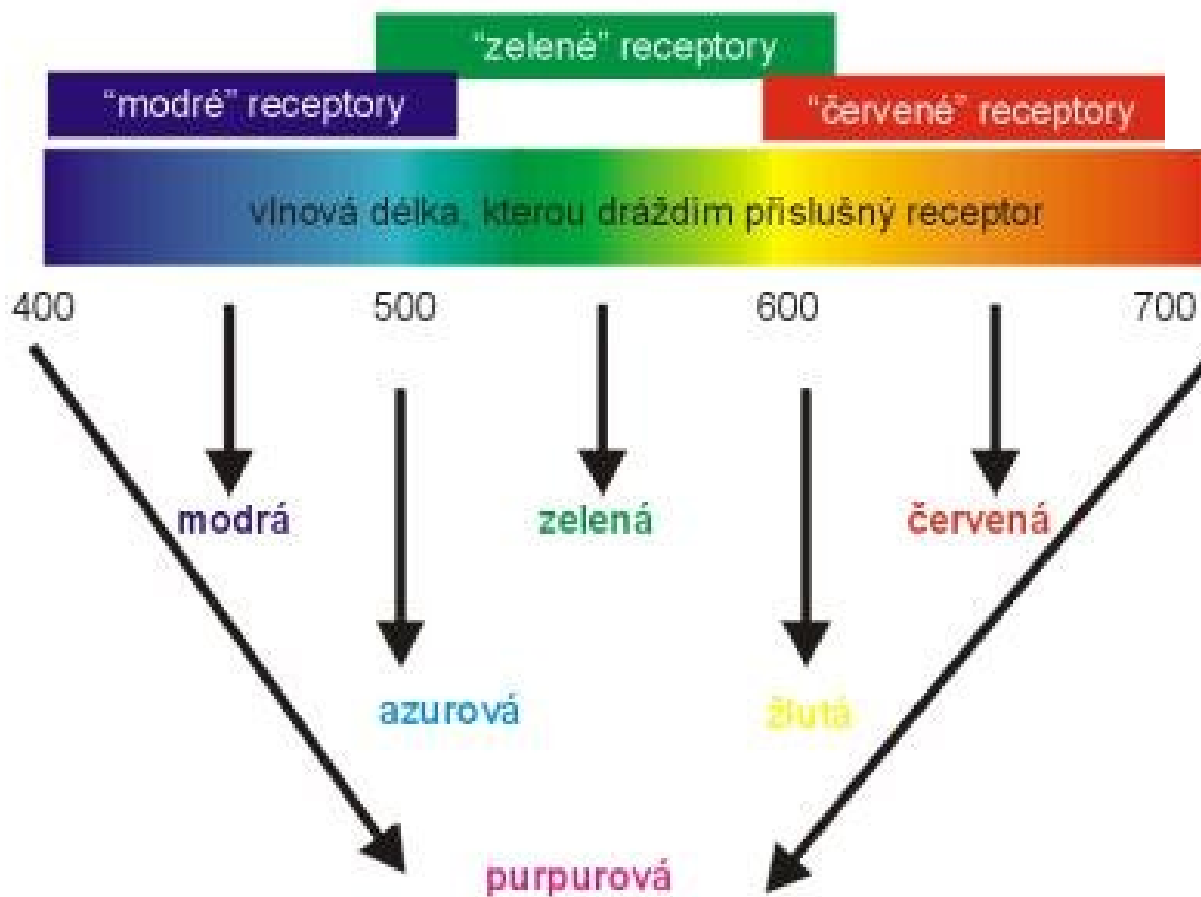 “zelené” receptory
“modré” receptory
“červené” receptory
vlnová délka, kterou dráždím příslušný receptor
400 500 600 700
modrá zelená červená
azurová žlutá
purpurová